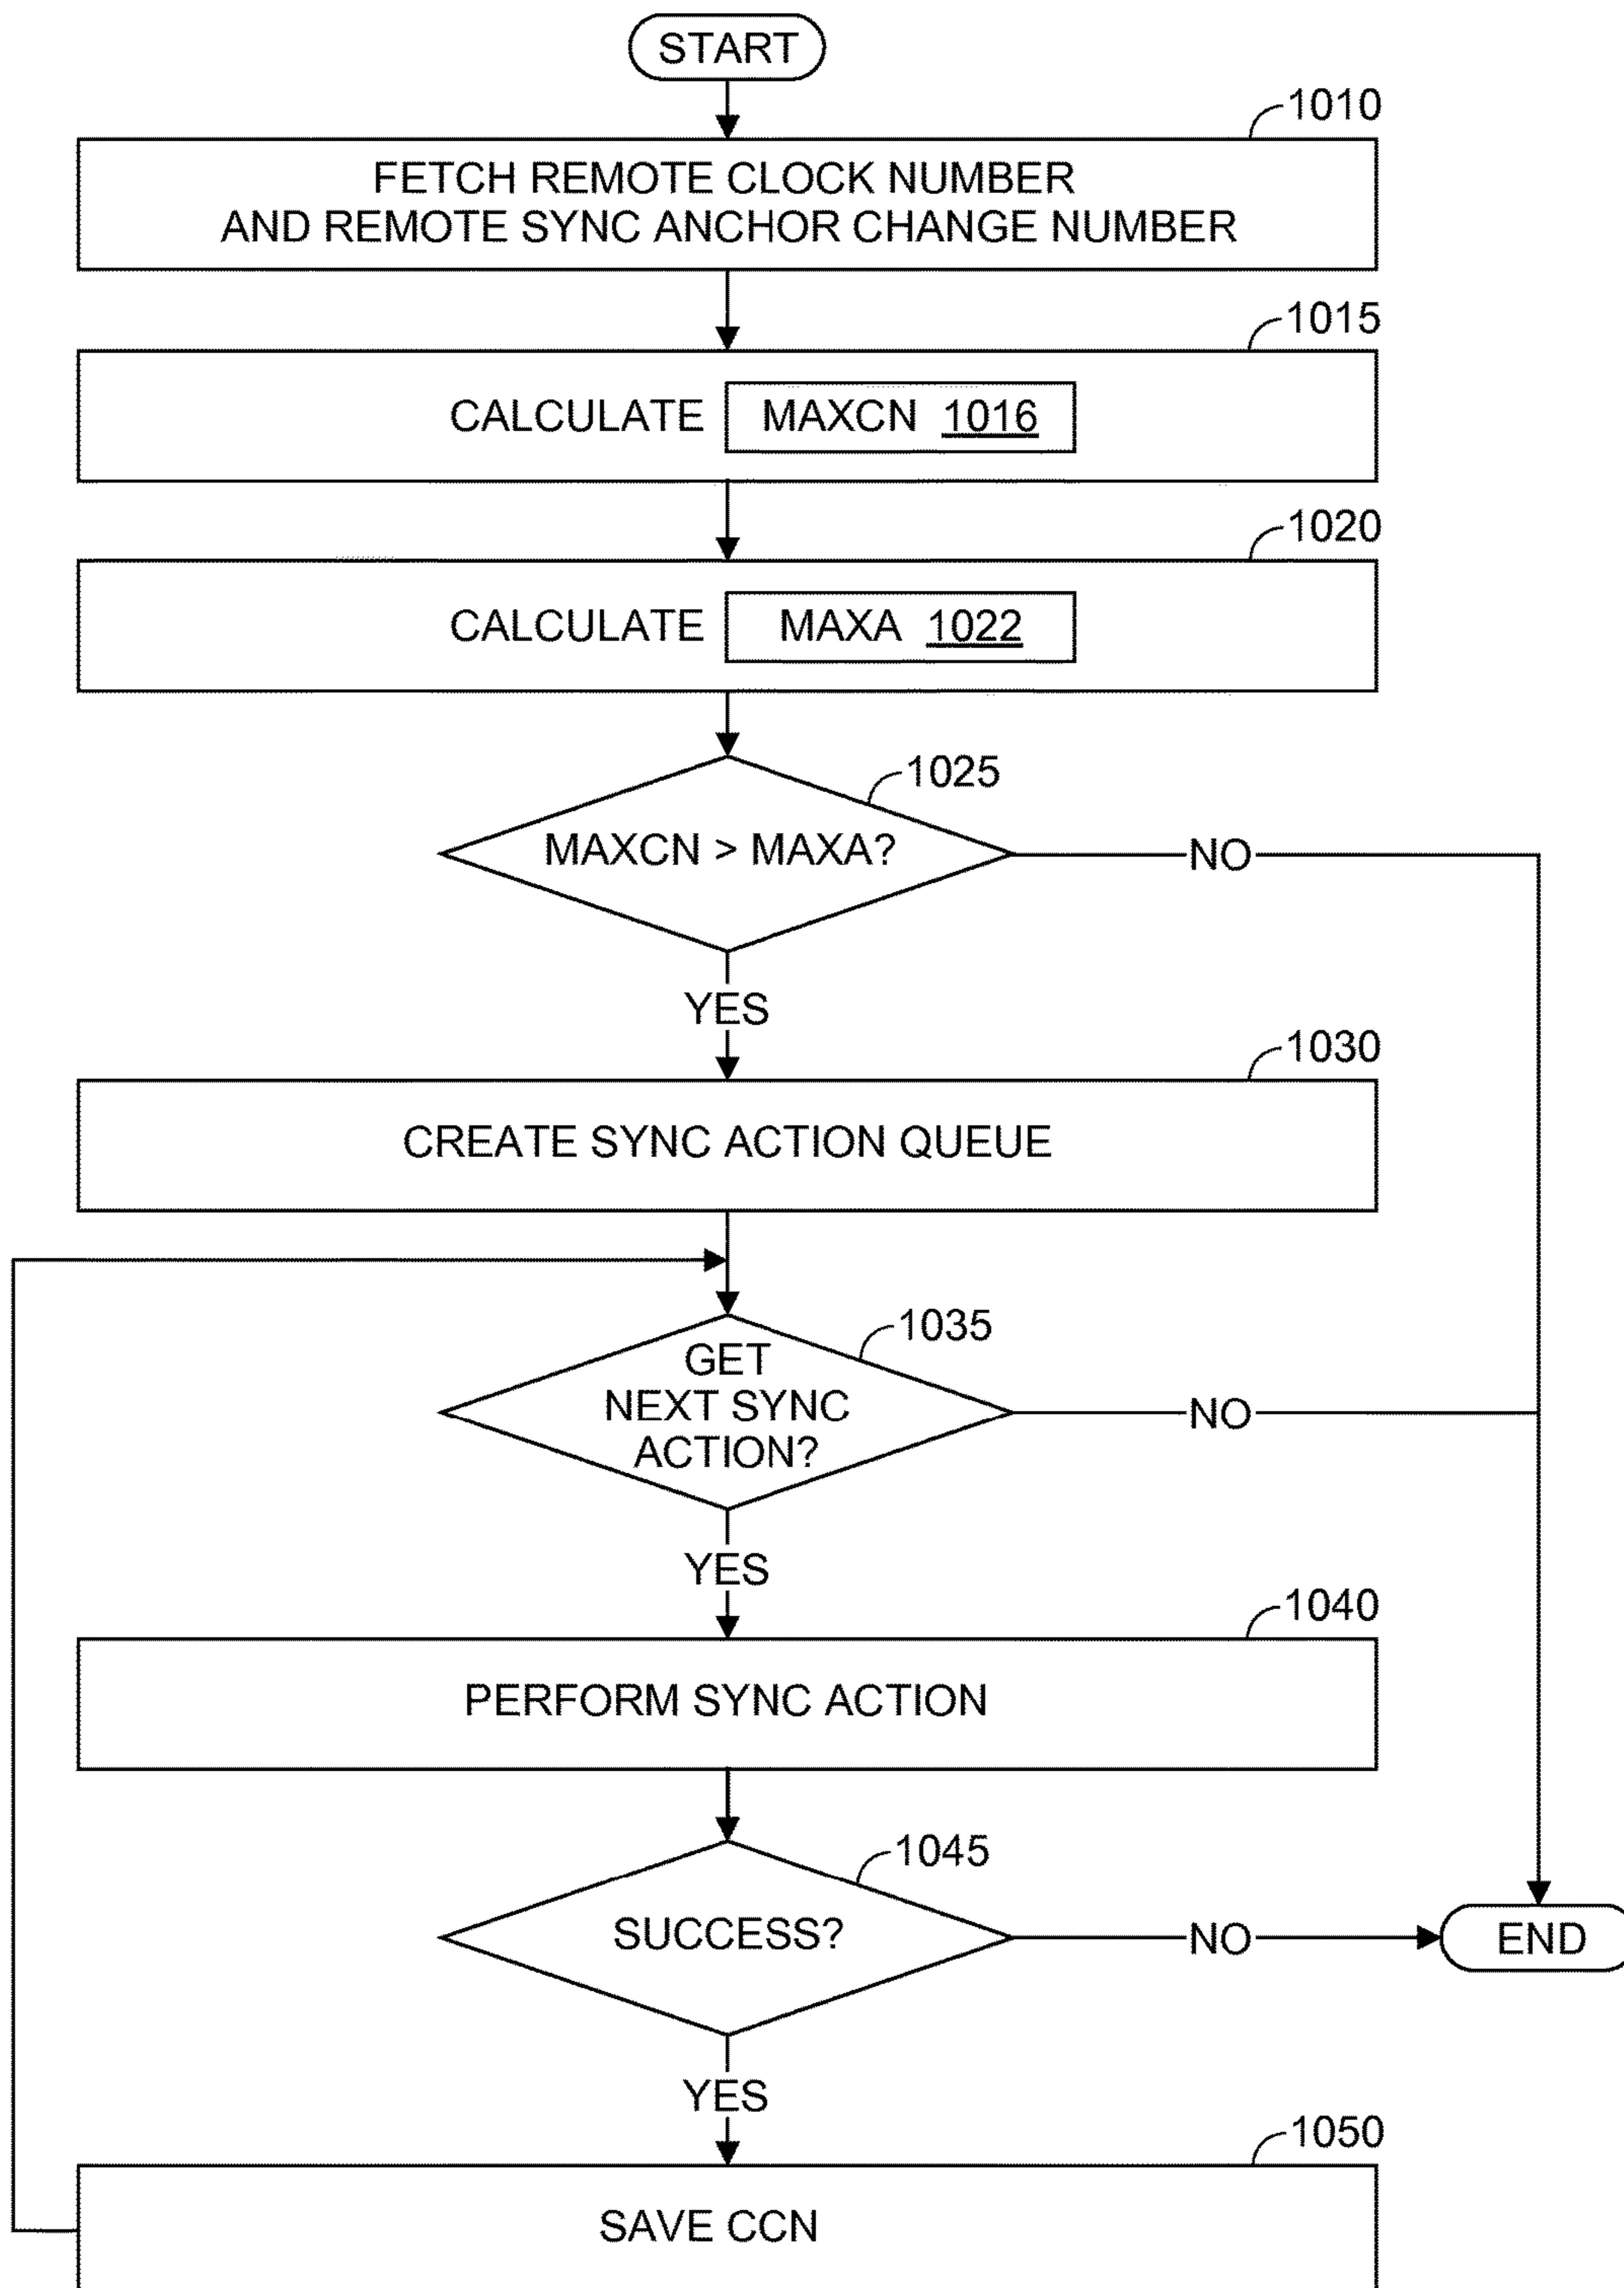 START
1010
FETCH REMOTE CLOCK NUMBER
AND REMOTE SYNC ANCHOR CHANGE NUMBER
1015
CALCULATE MAXCN 1016
1020
CALCULATE MAXA 1022
1025
MAXCN > MAXA?
NO
YES
1030
CREATE SYNC ACTION QUEUE
1035
GET
NEXT SYNC
ACTION?
NO
YES
1040
PERFORM SYNC ACTION
1045
SUCCESS?
NO
END
YES
1050
SAVE CCN